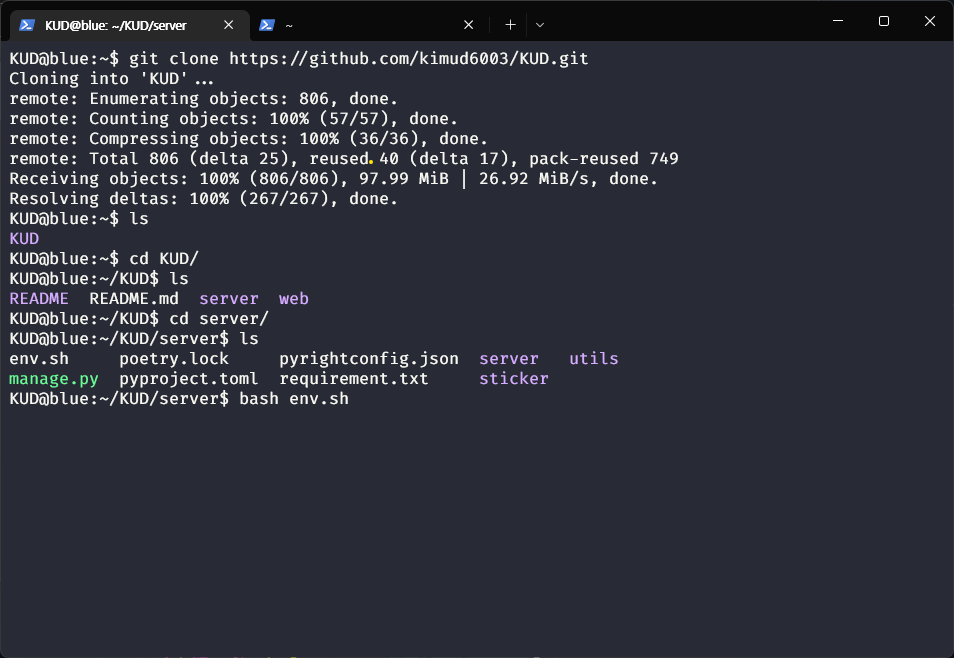 KUD@blue: ~/KUD/server
~
KUD@blue:~$ git clone https://github.com/kimud6003/KUD.git
Cloning into 'KUD'...
remote: Enumerating objects: 806, done.
remote: Counting objects: 100% (57/57), done.
remote: Compressing objects: 100% (36/36), done.
remote: Total 806 (delta 25), reused 40 (delta 17), pack-reused 749
Receiving objects: 100% (806/806), 97.99 MiB | 26.92 MiB/s, done.
Resolving deltas: 100% (267/267), done.
KUD@blue:~$ ls
KUD
KUD@blue:~$ cd KUD/
KUD@blue:~/KUD$ ls
README  README.md  server  web
KUD@blue:~/KUD$ cd server/
KUD@blue:~/KUD/server$ ls
env.sh     poetry.lock     pyrightconfig.json  server   utils
manage.py  pyproject.toml  requirement.txt     sticker
KUD@blue:~/KUD/server$ bash env.sh